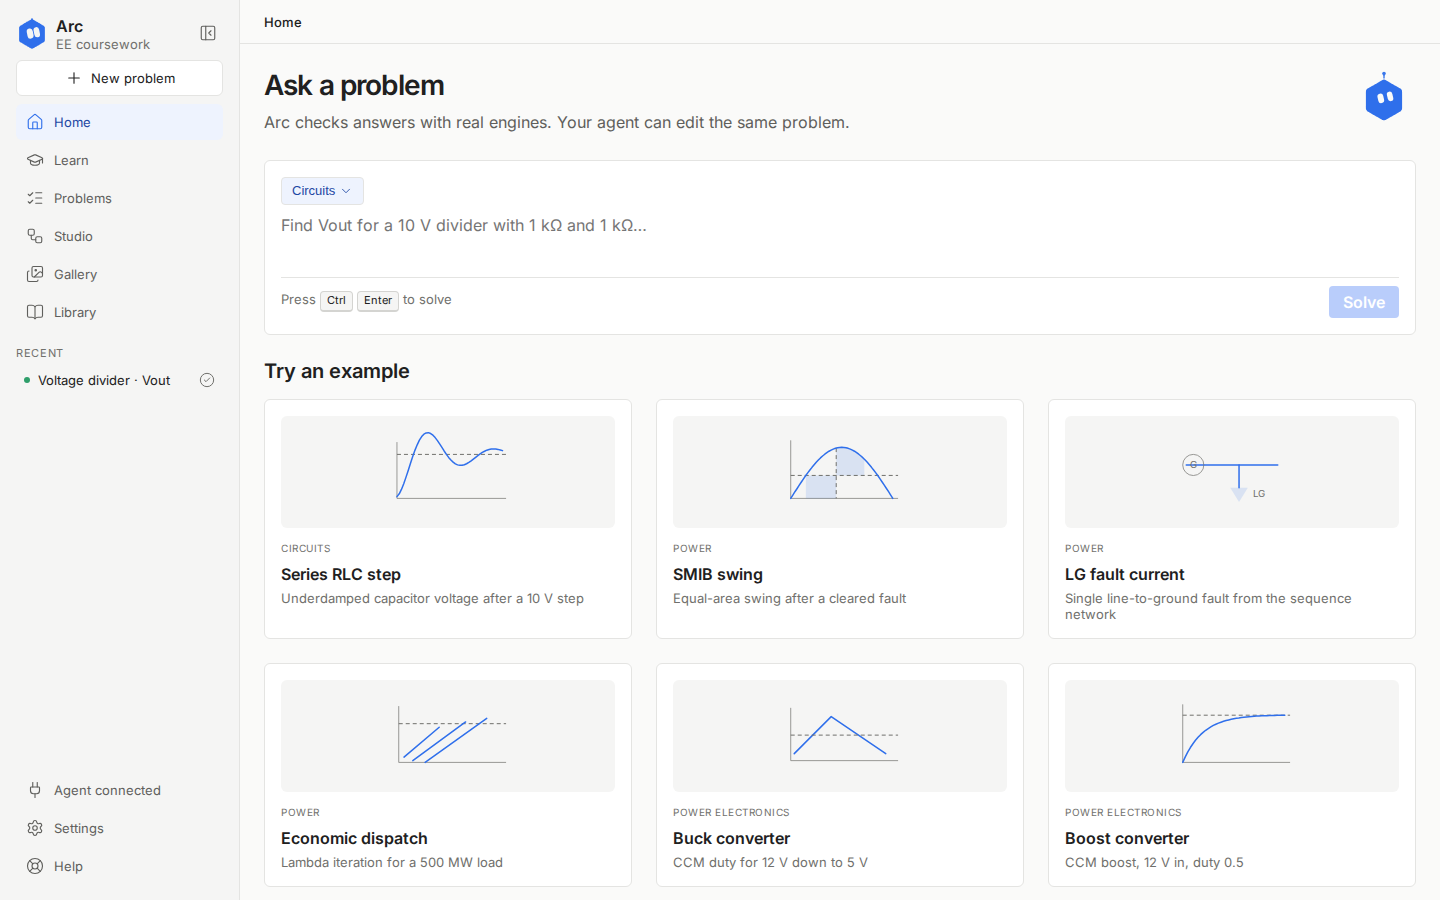 Arc
EE coursework
New problem
Home
Learn
Problems
Studio
Gallery
Library
RECENT
Voltage divider · Vout
Agent connected
Settings
Help
Home
Ask a problem
Arc checks answers with real engines. Your agent can edit the same problem.
Circuits
Find Vout for a 10 V divider with 1 kΩ and 1 kΩ...
Press Ctrl Enter to solve
Solve
Try an example
CIRCUITS
Series RLC step
Underdamped capacitor voltage after a 10 V step
POWER
SMIB swing
Equal-area swing after a cleared fault
G
LG
POWER
LG fault current
Single line-to-ground fault from the sequence
network
POWER
Economic dispatch
Lambda iteration for a 500 MW load
POWER ELECTRONICS
Buck converter
CCM duty for 12 V down to 5 V
POWER ELECTRONICS
Boost converter
CCM boost, 12 V in, duty 0.5